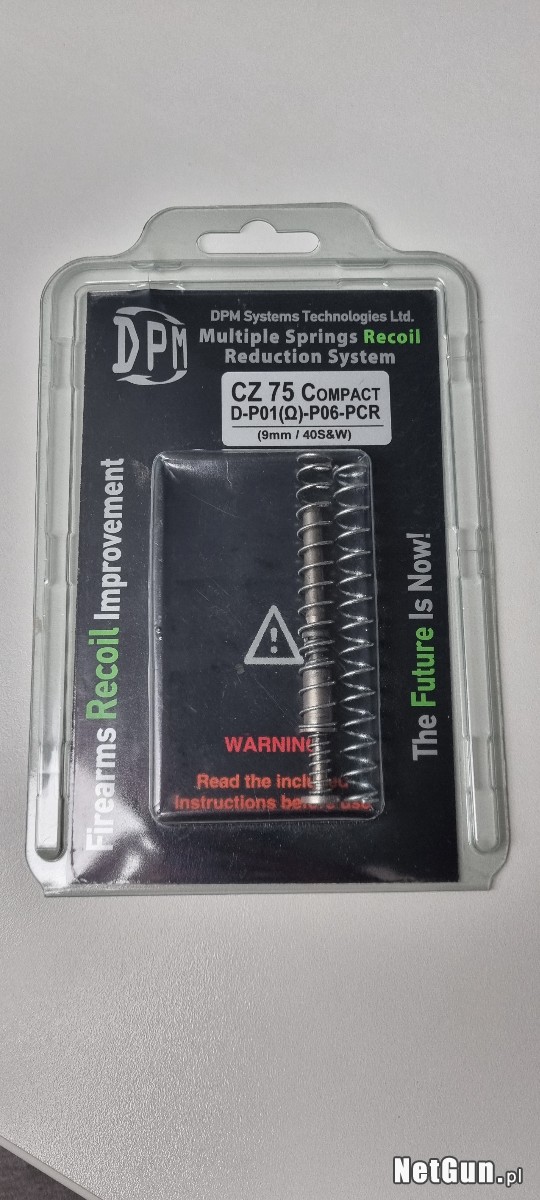 DPM
DPM Systems Technologies Ltd.
Multiple Springs Recoil
Reduction System
CZ 75 COMPACT
D-P01(Ω)-P06-PCR
(9mm / 40S&W)
Firearms Recoil Improvement
The Future Is Now!
WARNING
Read the included
Instructions before use
NetGun.pl